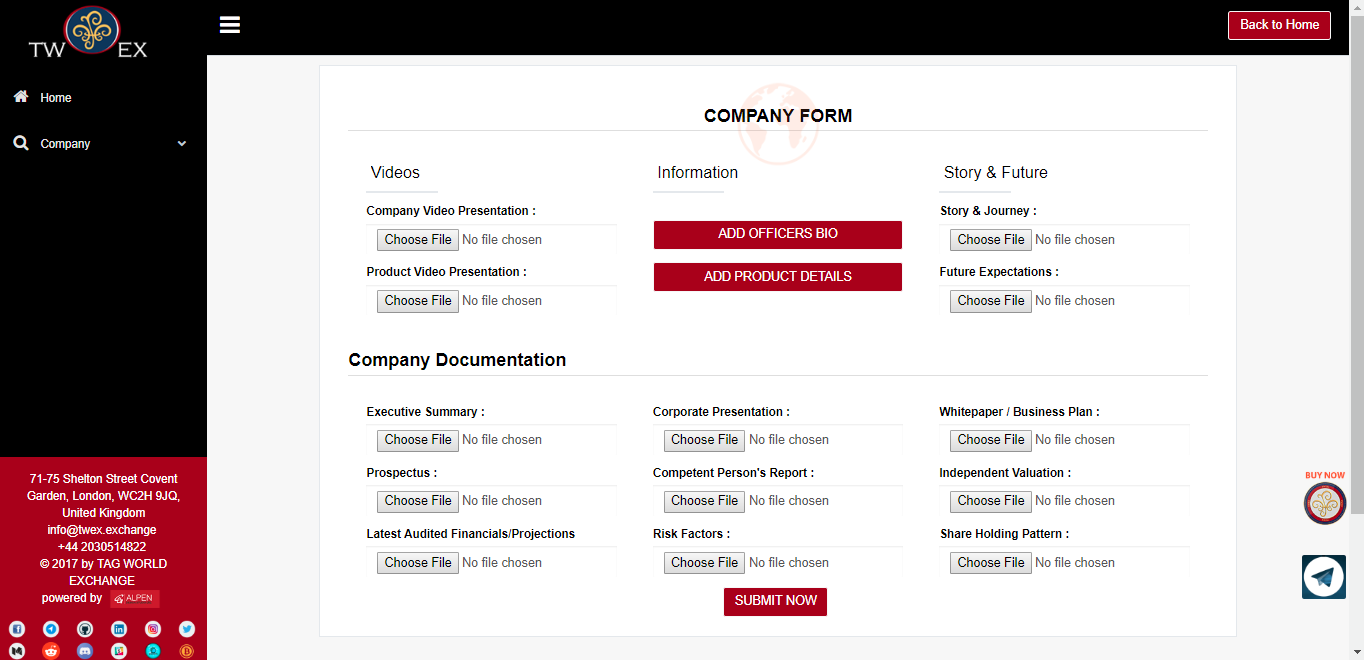 TW EX
Back to Home
Home
Company
COMPANY FORM
Videos
Information
Story & Future
Company Video Presentation :
Story & Journey :
Choose File No file chosen
ADD OFFICERS BIO
Choose File No file chosen
Product Video Presentation :
ADD PRODUCT DETAILS
Future Expectations :
Choose File No file chosen
Choose File No file chosen
Company Documentation
Executive Summary :
Corporate Presentation :
Whitepaper / Business Plan :
Choose File No file chosen
Choose File No file chosen
Choose File No file chosen
Prospectus :
Competent Person's Report :
Independent Valuation :
Choose File No file chosen
Choose File No file chosen
Choose File No file chosen
Latest Audited Financials/Projections
Risk Factors :
Share Holding Pattern :
Choose File No file chosen
Choose File No file chosen
Choose File No file chosen
SUBMIT NOW
71-75 Shelton Street Covent
Garden, London, WC2H 9JQ,
United Kingdom
info@twex.exchange
+44 2030514822
© 2017 by TAG WORLD
EXCHANGE
powered by ALPEN
BUY NOW